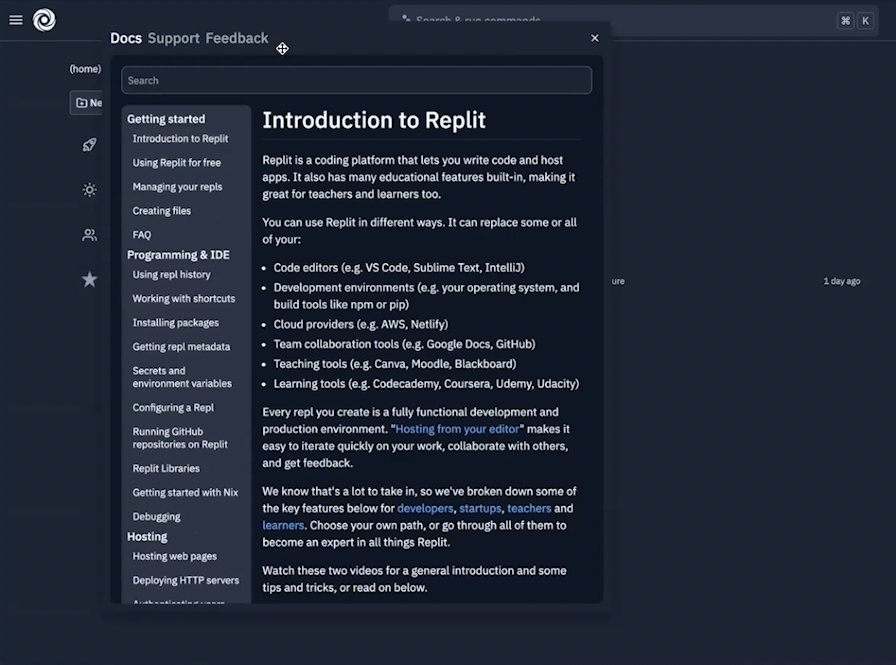 Search & run commands
⌘ K
Docs Support Feedback
×
(home)
Search
Ne
Getting started
Introduction to Replit
Using Replit for free
Managing your repls
Creating files
FAQ
Programming & IDE
Using repl history
Working with shortcuts
Installing packages
Getting repl metadata
Secrets and
environment variables
Configuring a Repl
Running GitHub
repositories on Replit
Replit Libraries
Getting started with Nix
Debugging
Hosting
Hosting web pages
Deploying HTTP servers
Authenticating users
Introduction to Replit
Replit is a coding platform that lets you write code and host
apps. It also has many educational features built-in, making it
great for teachers and learners too.
You can use Replit in different ways. It can replace some or all
of your:
• Code editors (e.g. VS Code, Sublime Text, IntelliJ)
• Development environments (e.g. your operating system, and
build tools like npm or pip)
• Cloud providers (e.g. AWS, Netlify)
• Team collaboration tools (e.g. Google Docs, GitHub)
• Teaching tools (e.g. Canva, Moodle, Blackboard)
• Learning tools (e.g. Codecademy, Coursera, Udemy, Udacity)
Every repl you create is a fully functional development and
production environment. "Hosting from your editor" makes it
easy to iterate quickly on your work, collaborate with others,
and get feedback.
We know that's a lot to take in, so we've broken down some of
the key features below for developers, startups, teachers and
learners. Choose your own path, or go through all of them to
become an expert in all things Replit.
Watch these two videos for a general introduction and some
tips and tricks, or read on below.
ure
1 day ago